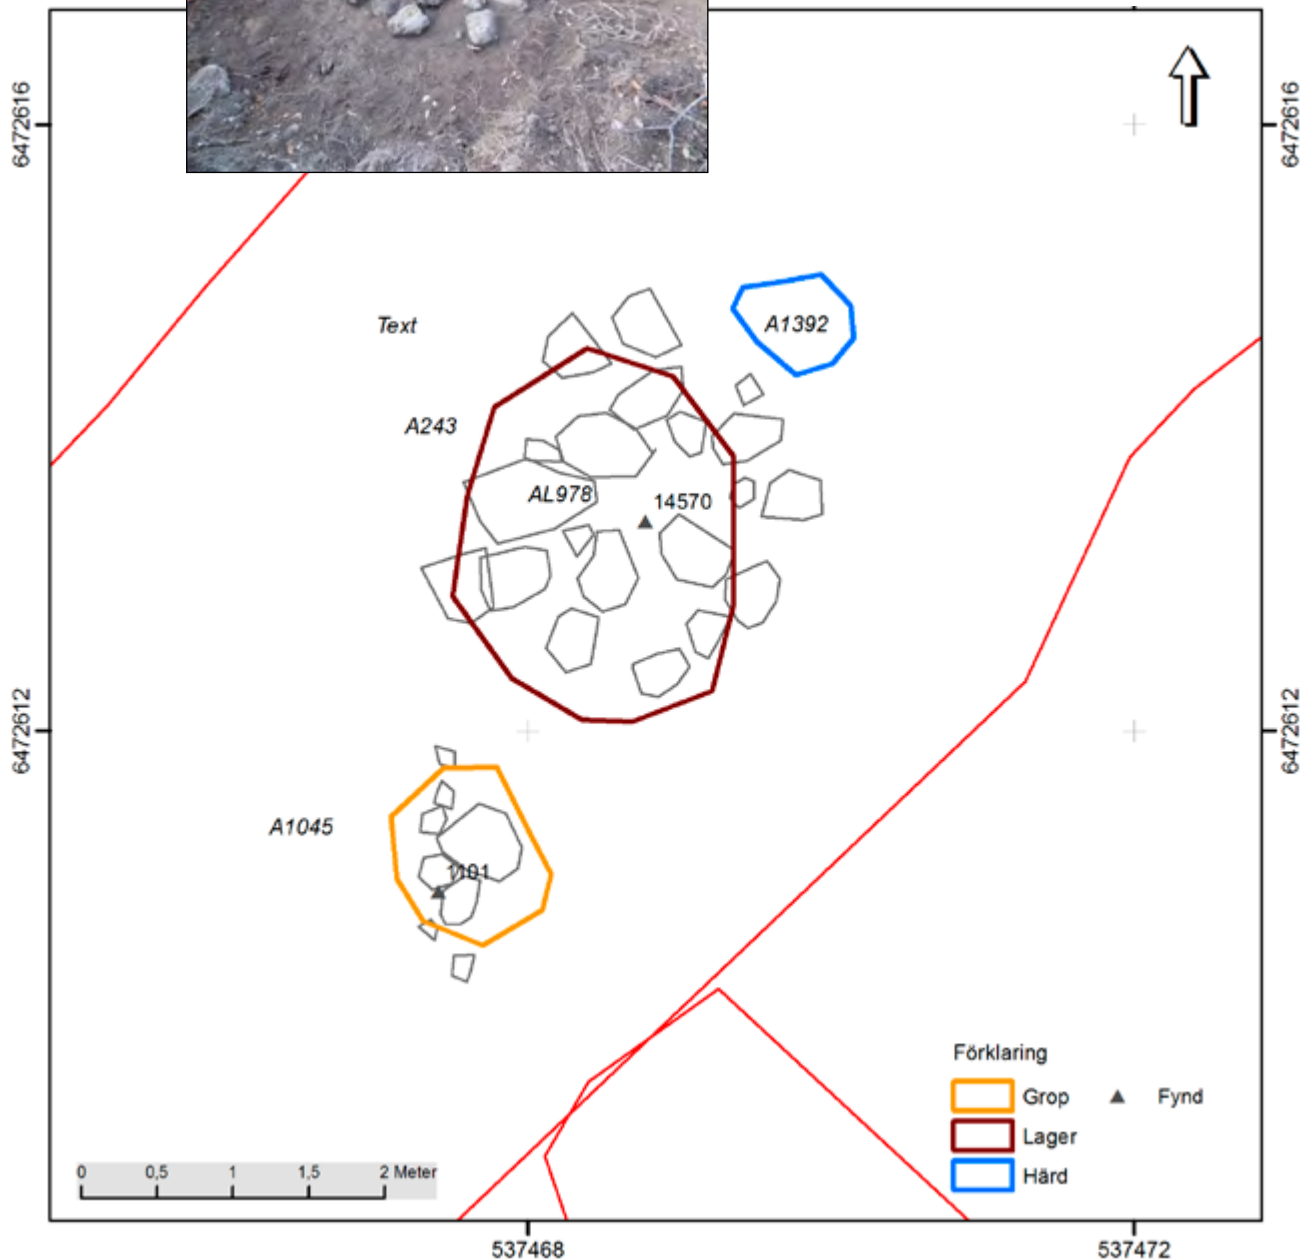 6472616
6472616
A1392
Text
A243
AL978
14570
6472612
6472612
A1045
1101
Förklaring
Grop
Fynd
Lager
Härd
0 0,5 1 1,5 2 Meter
537468
537472